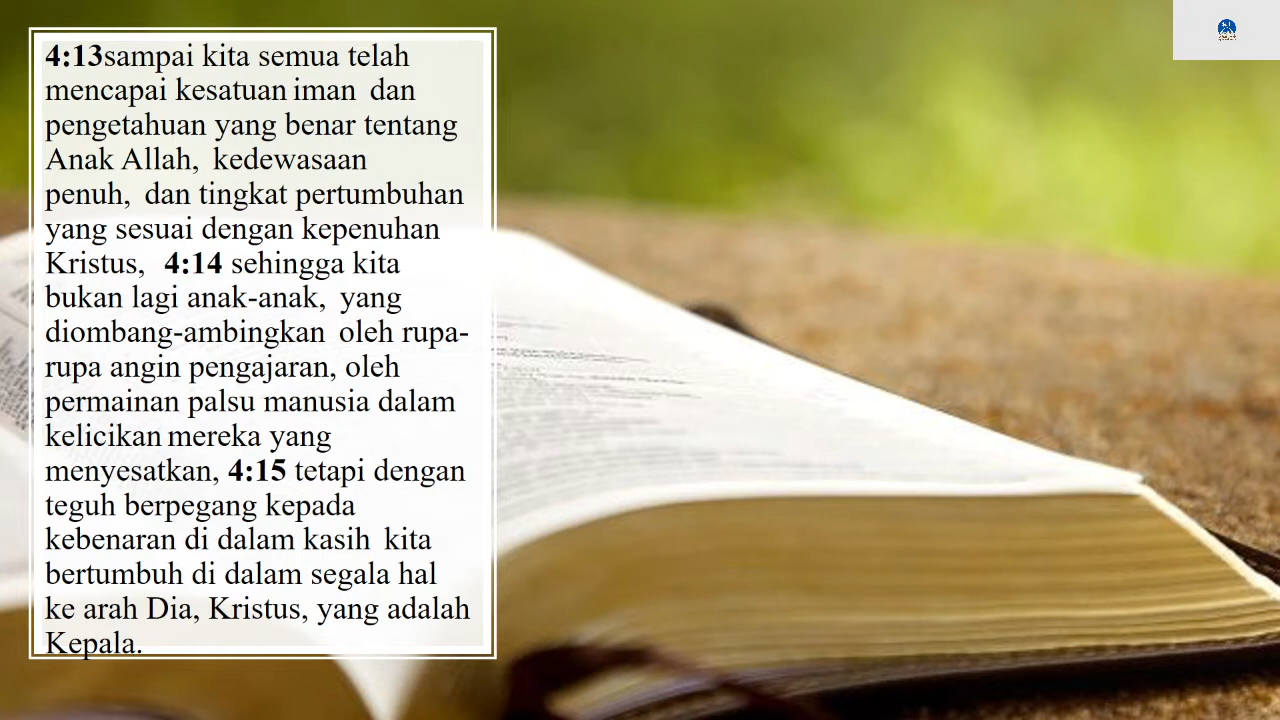 4:13sampai kita semua telah
mencapai kesatuan iman dan
pengetahuan yang benar tentang
Anak Allah, kedewasaan
penuh, dan tingkat pertumbuhan
yang sesuai dengan kepenuhan
Kristus, 4:14 sehingga kita
bukan lagi anak-anak, yang
diombang-ambingkan oleh rupa-
rupa angin pengajaran, oleh
permainan palsu manusia dalam
kelicikan mereka yang
menyesatkan, 4:15 tetapi dengan
teguh berpegang kepada
kebenaran di dalam kasih kita
bertumbuh di dalam segala hal
ke arah Dia, Kristus, yang adalah
Kepala.